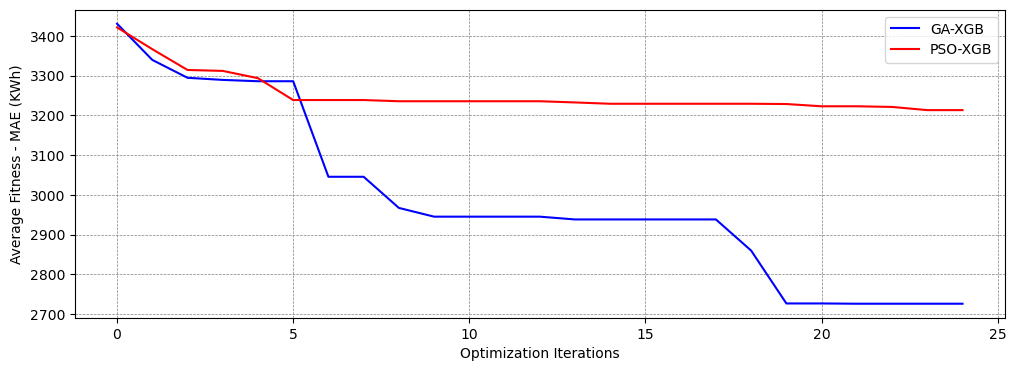 Average Fitness - MAE (KWh)
3400
3300
3200
3100
3000
2900
2800
2700
GA-XGB
PSO-XGB
0 5 10 15 20 25
Optimization Iterations